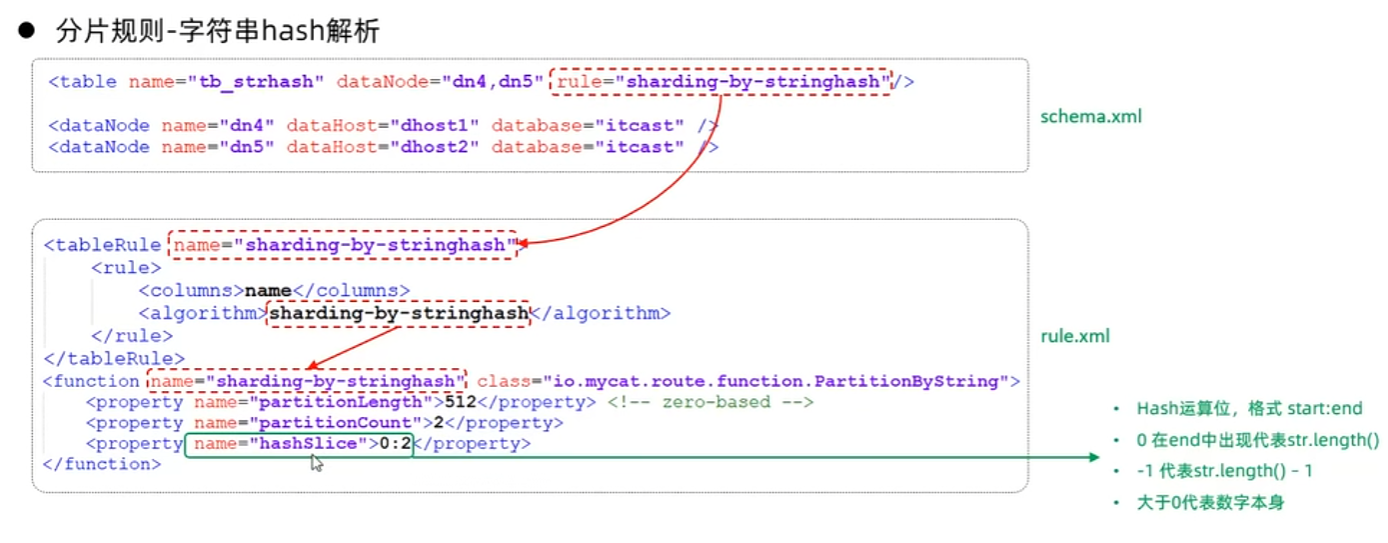 ● 分片规则-字符串hash解析
<table name="tb_strhash" dataNode="dn4,dn5" rule="sharding-by-stringhash"/>
<dataNode name="dn4" dataHost="dhost1" database="itcast" />
<dataNode name="dn5" dataHost="dhost2" database="itcast" />
schema.xml
<tableRule name="sharding-by-stringhash">
<rule>
<columns>name</columns>
<algorithm>sharding-by-stringhash</algorithm>
</rule>
</tableRule>
<function name="sharding-by-stringhash" class="io.mycat.route.function.PartitionByString">
<property name="partitionLength">512</property> <!-- zero-based -->
<property name="partitionCount">2</property>
<property name="hashSlice">0:2</property>
</function>
rule.xml
• Hash运算位，格式 start:end
• 0 在end中出现代表str.length()
• -1 代表str.length() - 1
• 大于0代表数字本身